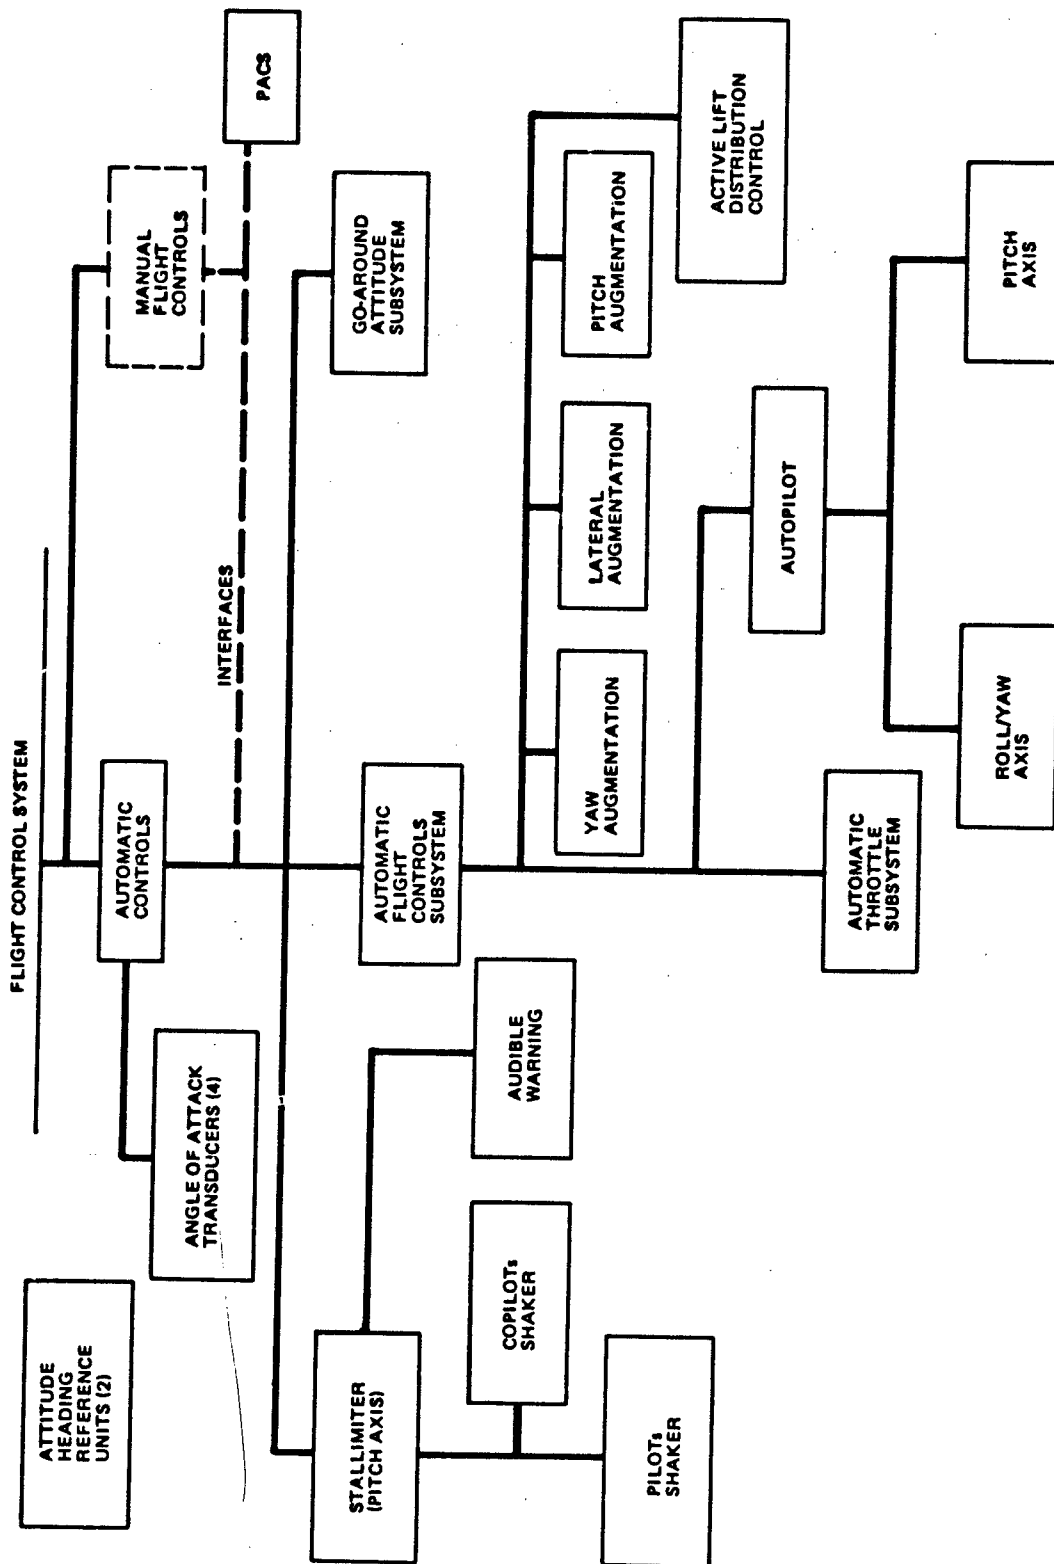 FLIGHT CONTROL SYSTEM
ATTITUDE
HEADING
REFERENCE
UNITS (2)
ANGLE OF ATTACK
TRANSDUCERS (4)
AUTOMATIC
CONTROLS
MANUAL
FLIGHT
CONTROLS
INTERFACES
PACS
STALLIMITER
(PITCH AXIS)
AUTOMATIC
FLIGHT
CONTROLS
SUBSYSTEM
GO-AROUND
ATTITUDE
SUBSYSTEM
COPILOTs
SHAKER
AUDIBLE
WARNING
PILOTs
SHAKER
YAW
AUGMENTATION
LATERAL
AUGMENTATION
PITCH
AUGMENTATION
ACTIVE LIFT
DISTRIBUTION
CONTROL
AUTOMATIC
THROTTLE
SUBSYSTEM
AUTOPILOT
ROLL/YAW
AXIS
PITCH
AXIS